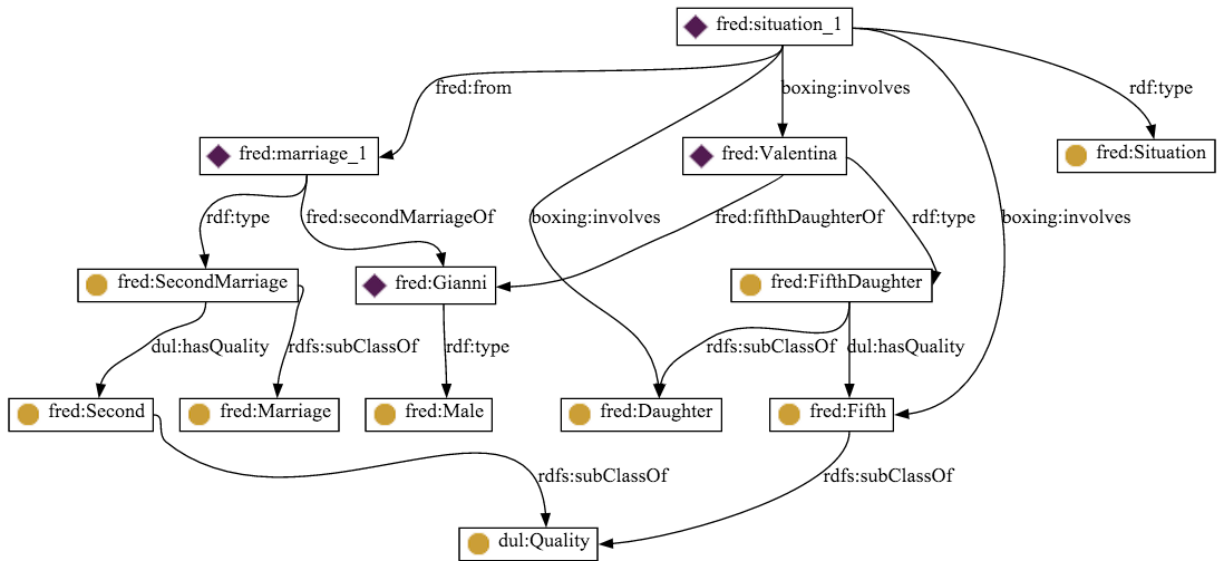 fred:situation_1
fred:from
boxing:involves
rdf:type
fred:marriage_1
fred:Valentina
fred:Situation
rdf:type
fred:secondMarriageOf
boxing:involves
fred:fifthDaughterOf
rdf:type
boxing:involves
fred:SecondMarriage
fred:Gianni
fred:FifthDaughter
dul:hasQuality
rdfs:subClassOf
rdf:type
rdfs:subClassOf
dul:hasQuality
fred:Second
fred:Marriage
fred:Male
fred:Daughter
fred:Fifth
rdfs:subClassOf
rdfs:subClassOf
dul:Quality